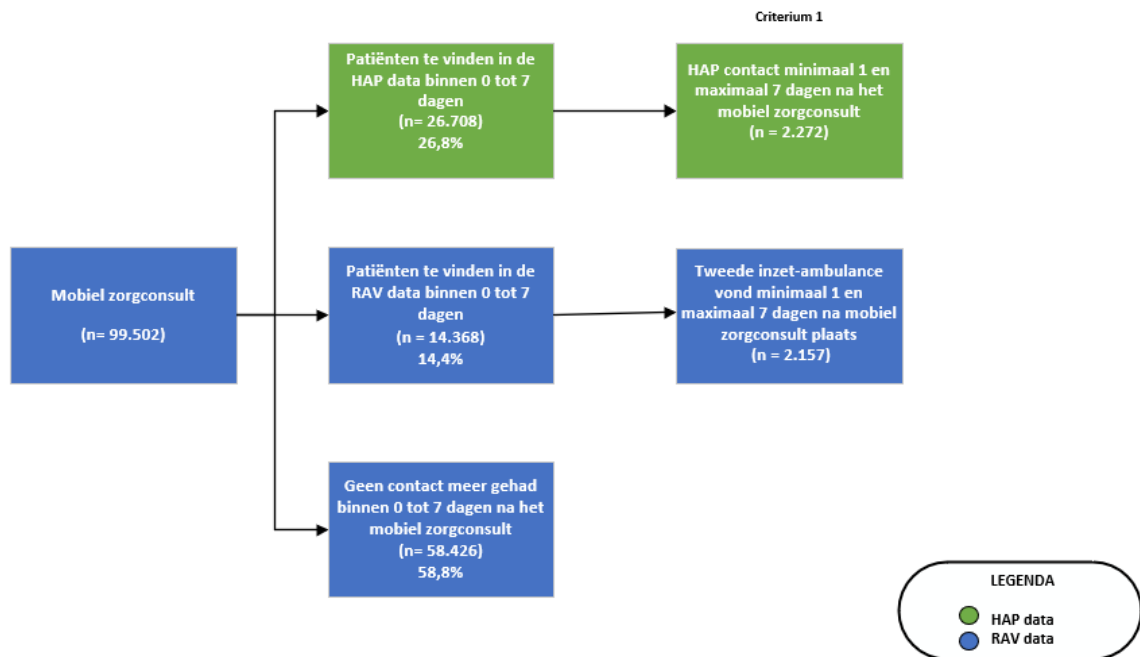 Criterium 1
Patiënten te vinden in de
HAP data binnen 0 tot 7
dagen
(n= 26.708)
26,8%
HAP contact minimaal 1 en
maximaal 7 dagen na het
mobiel zorgconsult
(n = 2.272)
Mobiel zorgconsult
(n= 99.502)
Patiënten te vinden in de
RAV data binnen 0 tot 7
dagen
(n = 14.368)
14,4%
Tweede inzet-ambulance
vond minimaal 1 en
maximaal 7 dagen na mobiel
zorgconsult plaats
(n = 2.157)
Geen contact meer gehad
binnen 0 tot 7 dagen na het
mobiel zorgconsult
(n= 58.426)
58,8%
LEGENDA
HAP data
RAV data